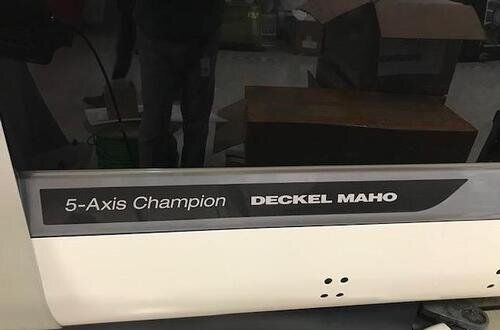 5-Axis Champion DECKEL MAHO